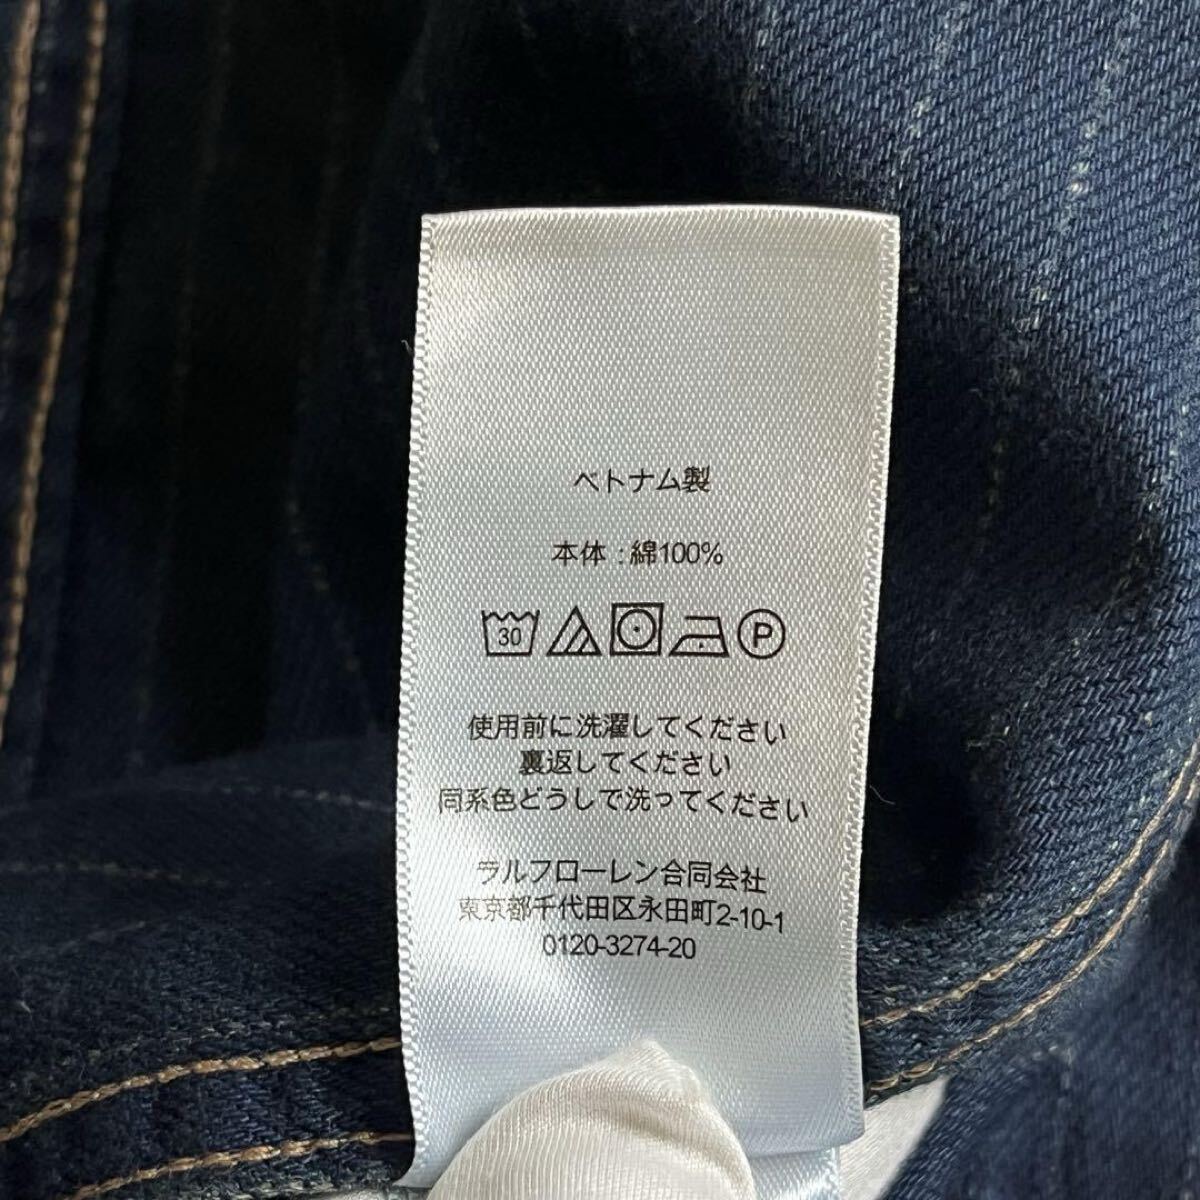 ベトナム製
本体：綿100%
30 P
使用前に洗濯してください
裏返してください
同系色どうしで洗ってください
ラルフローレン合同会社
東京都千代田区永田町2-10-1
0120-3274-20